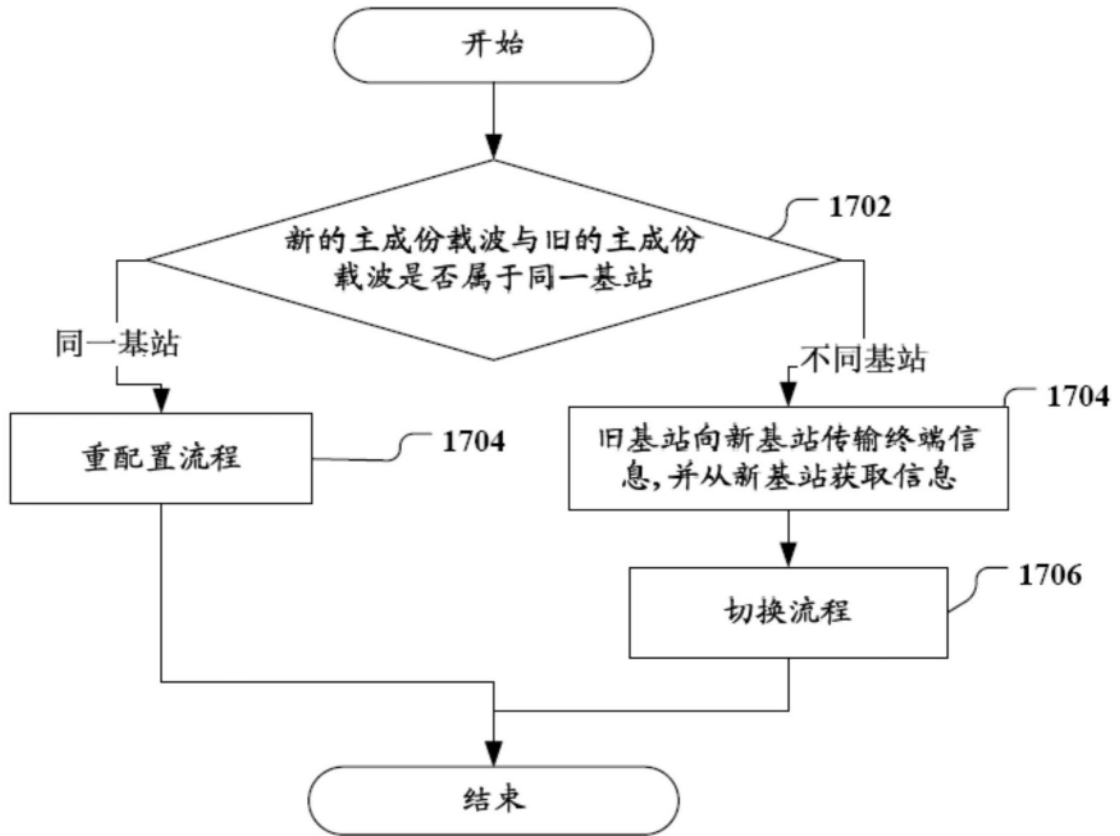 开始
1702
新的主成份载波与旧的主成份
载波是否属于同一基站
同一基站
不同基站
1704
重配置流程
1704
旧基站向新基站传输终端信
息,并从新基站获取信息
1706
切换流程
结束